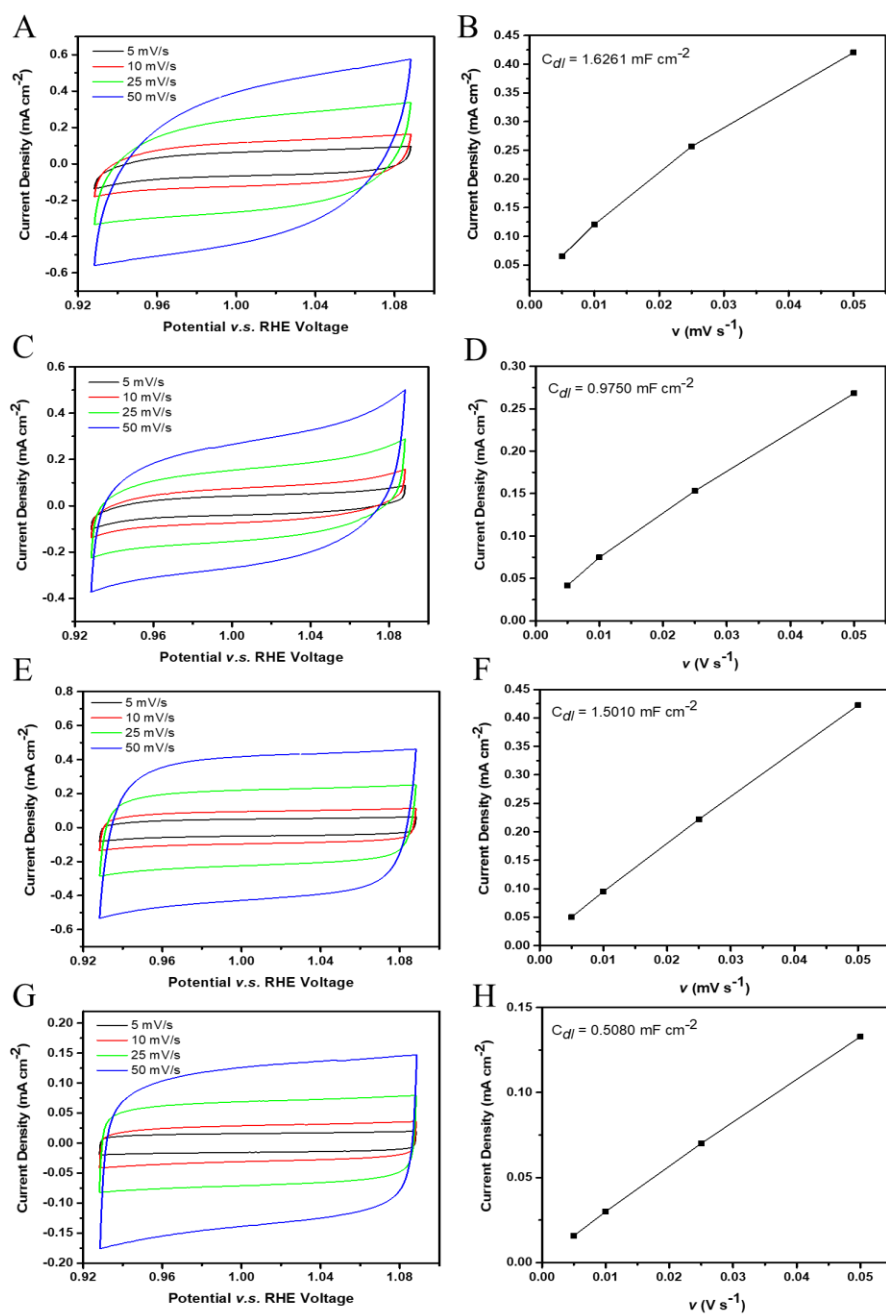 A
5 mV/s
10 mV/s
25 mV/s
50 mV/s
0.6
0.4
0.2
0.0
-0.2
-0.4
-0.6
Current Density (mA cm-2)
0.92 0.96 1.00 1.04 1.08
Potential v.s. RHE Voltage
B
Cdl = 1.6261 mF cm-2
0.45
0.40
0.35
0.30
0.25
0.20
0.15
0.10
0.05
Current Density (mA cm-2)
0.00 0.01 0.02 0.03 0.04 0.05
v (mV s-1)
C
5 mV/s
10 mV/s
25 mV/s
50 mV/s
0.6
0.4
0.2
0.0
-0.2
-0.4
Current Density (mA cm-2)
0.92 0.96 1.00 1.04 1.08
Potential v.s. RHE Voltage
D
Cdl = 0.9750 mF cm-2
0.30
0.25
0.20
0.15
0.10
0.05
0.00
Current Density (mA cm-2)
0.00 0.01 0.02 0.03 0.04 0.05
v (V s-1)
E
5 mV/s
10 mV/s
25 mV/s
50 mV/s
0.8
0.6
0.4
0.2
0.0
-0.2
-0.4
-0.6
Current Density (mA cm-2)
0.92 0.96 1.00 1.04 1.08
Potential v.s. RHE Voltage
F
Cdl = 1.5010 mF cm-2
0.45
0.40
0.35
0.30
0.25
0.20
0.15
0.10
0.05
0.00
Current Density (mA cm-2)
0.00 0.01 0.02 0.03 0.04 0.05
v (mV s-1)
G
5 mV/s
10 mV/s
25 mV/s
50 mV/s
0.20
0.15
0.10
0.05
0.00
-0.05
-0.10
-0.15
-0.20
Current Density (mA cm-2)
0.92 0.96 1.00 1.04 1.08
Potential v.s. RHE Voltage
H
Cdl = 0.5080 mF cm-2
0.15
0.10
0.05
0.00
Current Density (mA cm-2)
0.00 0.01 0.02 0.03 0.04 0.05
v (V s-1)